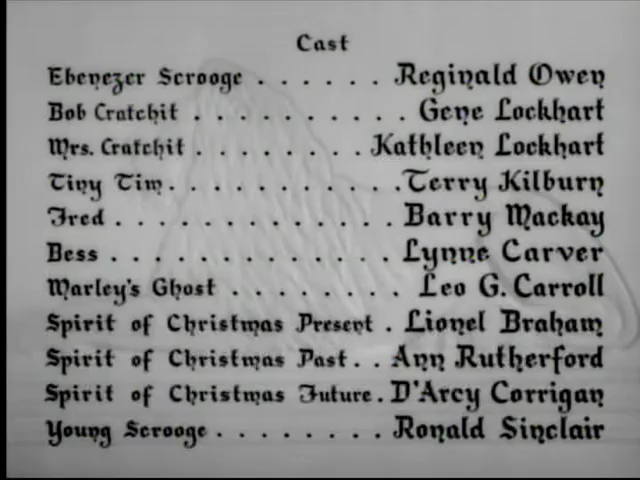 Cast
Ebenezer Scrooge . . . . . . Reginald Owen
Bob Cratchit . . . . . . . . . . Gene Lockhart
Mrs. Cratchit . . . . . . . . Kathleen Lockhart
Tiny Tim. . . . . . . . . . . .Terry Kilburn
Fred . . . . . . . . . . . . . Barry Mackay
Bess . . . . . . . . . . . . . Lynne Carver
Marley's Ghost . . . . . . . . Leo G. Carroll
Spirit of Christmas Present . Lionel Braham
Spirit of Christmas Past. . Ann Rutherford
Spirit of Christmas Future. D'Arcy Corrigan
Young Scrooge . . . . . . . . Ronald Sinclair